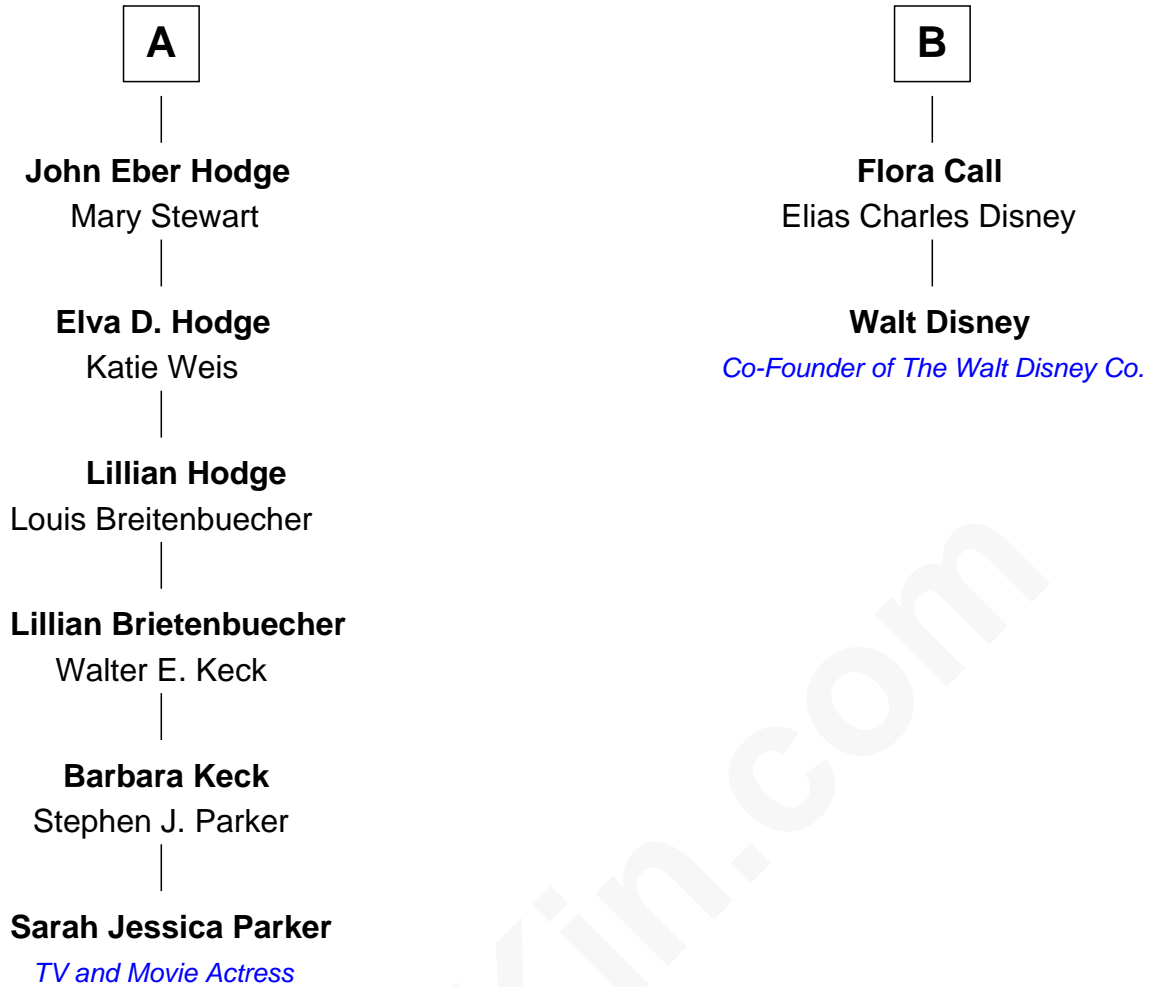 A
John Eber Hodge
Mary Stewart
Elva D. Hodge
Katie Weis
Lillian Hodge
Louis Breitenbuecher
Lillian Brietenbuecher
Walter E. Keck
Barbara Keck
Stephen J. Parker
Sarah Jessica Parker
TV and Movie Actress
B
Flora Call
Elias Charles Disney
Walt Disney
Co-Founder of The Walt Disney Co.
kin.com